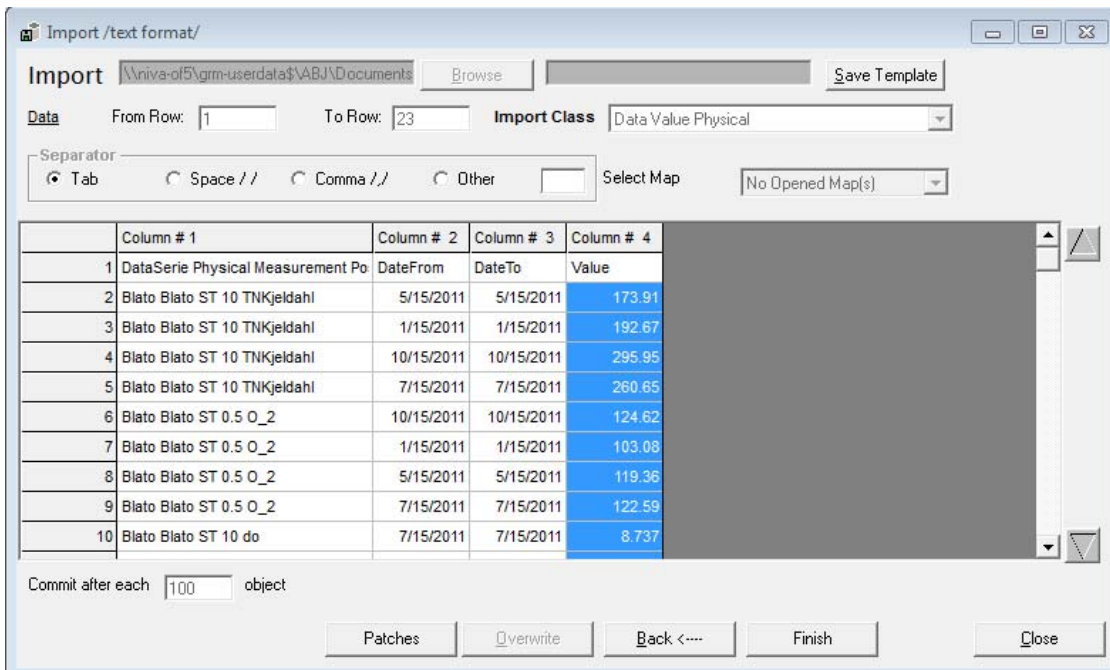 Import /text format/
Import \\niva-of5\grm-userdata$\ABJ\Documents Browse Save Template
Data From Row: 1 To Row: 23 Import Class Data Value Physical
Separator
Tab Space / / Comma /,/ Other Select Map No Opened Map(s)
Column # 1 Column # 2 Column # 3 Column # 4
1 DataSerie Physical Measurement Po DateFrom DateTo Value
2 Blato Blato ST 10 TNKjeldahl 5/15/2011 5/15/2011 173.91
3 Blato Blato ST 10 TNKjeldahl 1/15/2011 1/15/2011 192.67
4 Blato Blato ST 10 TNKjeldahl 10/15/2011 10/15/2011 295.95
5 Blato Blato ST 10 TNKjeldahl 7/15/2011 7/15/2011 260.65
6 Blato Blato ST 0.5 O_2 10/15/2011 10/15/2011 124.62
7 Blato Blato ST 0.5 O_2 1/15/2011 1/15/2011 103.08
8 Blato Blato ST 0.5 O_2 5/15/2011 5/15/2011 119.36
9 Blato Blato ST 0.5 O_2 7/15/2011 7/15/2011 122.59
10 Blato Blato ST 10 do 7/15/2011 7/15/2011 8.737
Commit after each 100 object
Patches Overwrite Back <---- Finish Close